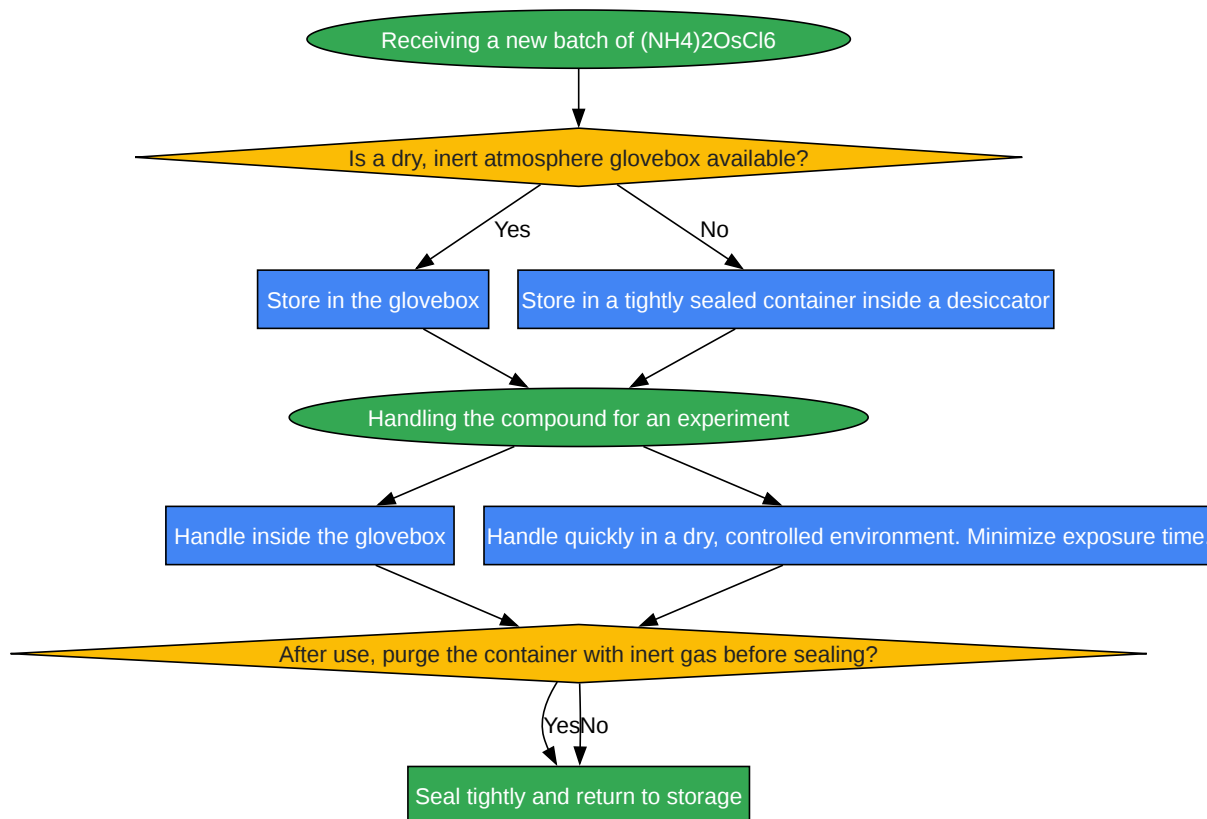 Receiving a new batch of (NH4)2OsCl6
Is a dry, inert atmosphere glovebox available?
Yes
No
Store in the glovebox
Store in a tightly sealed container inside a desiccator
Handling the compound for an experiment
Handle inside the glovebox
Handle quickly in a dry, controlled environment. Minimize exposure time.
After use, purge the container with inert gas before sealing?
Yes
No
Seal tightly and return to storage